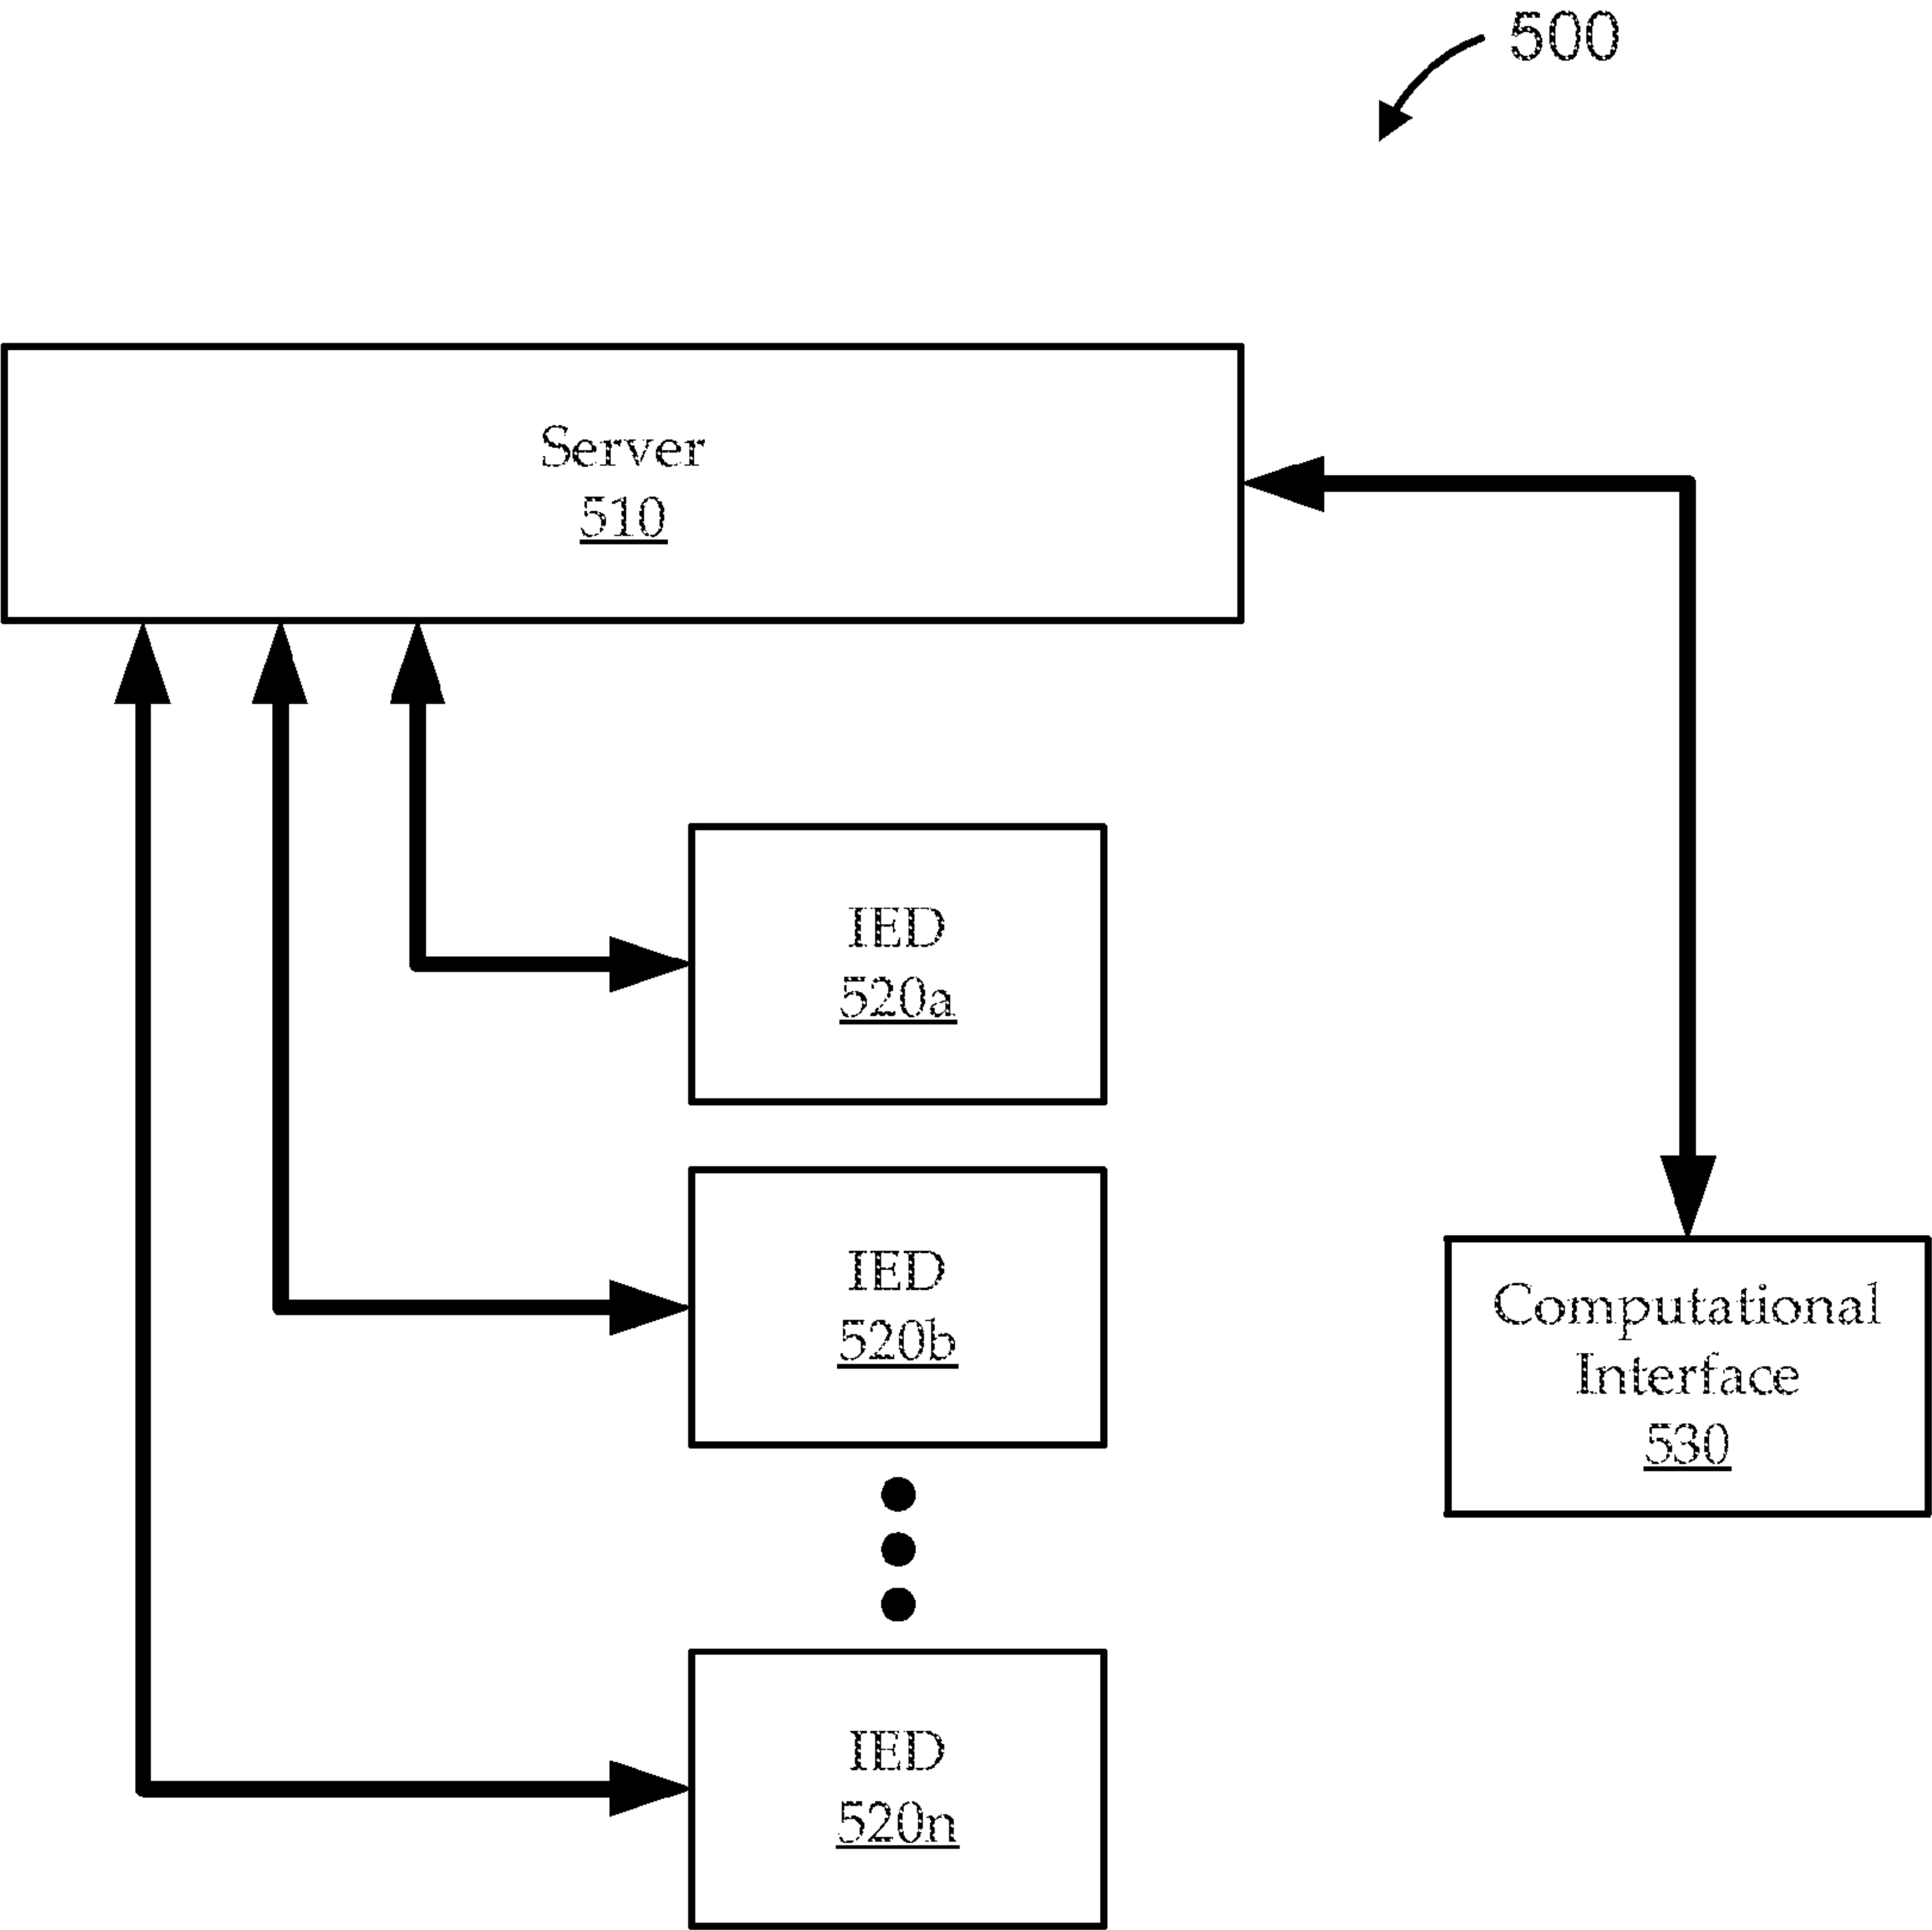 500
Server
510
IED
520a
IED
520b
Computational
Interface
530
IED
520n